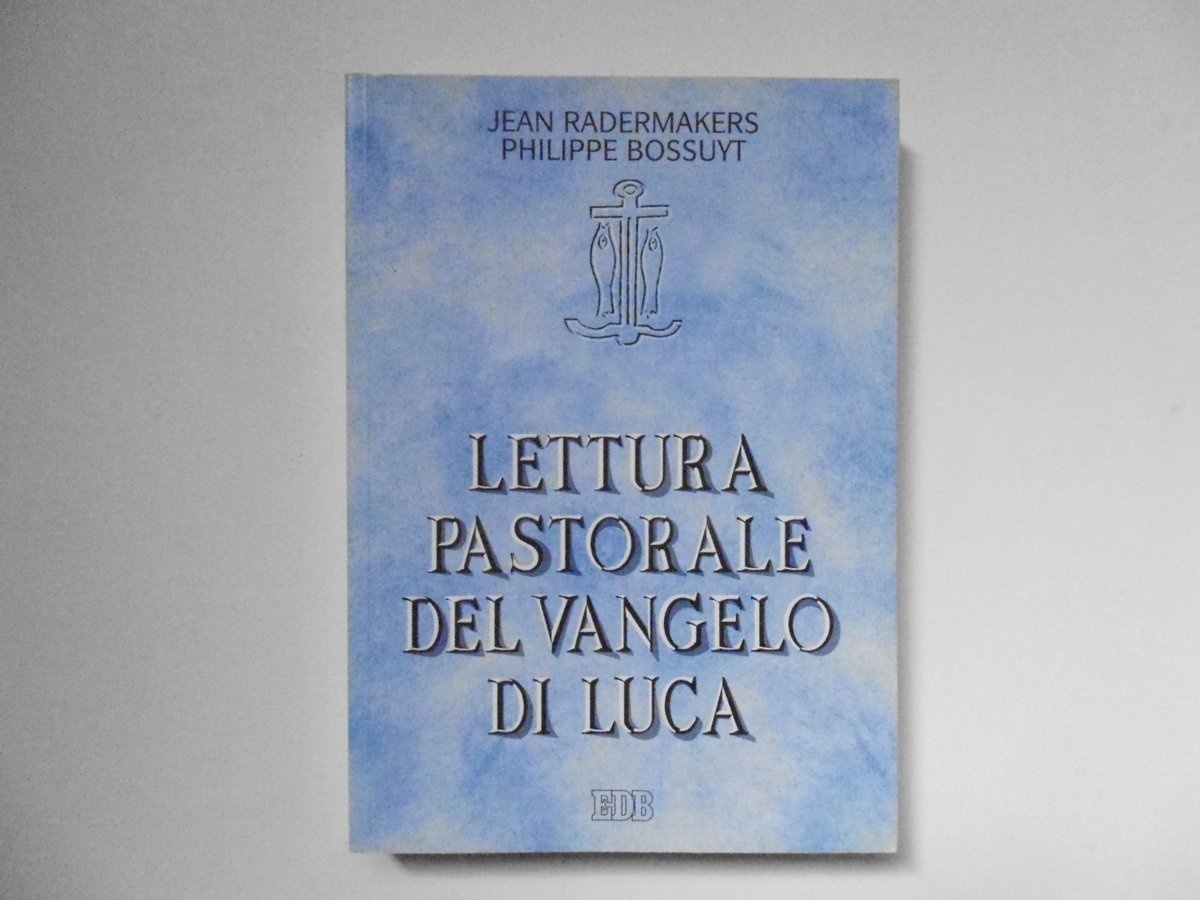 JEAN RADERMAKERS
PHILIPPE BOSSUYT
LETTURA
PASTORALE
DEL VANGELO
DI LUCA
EDB